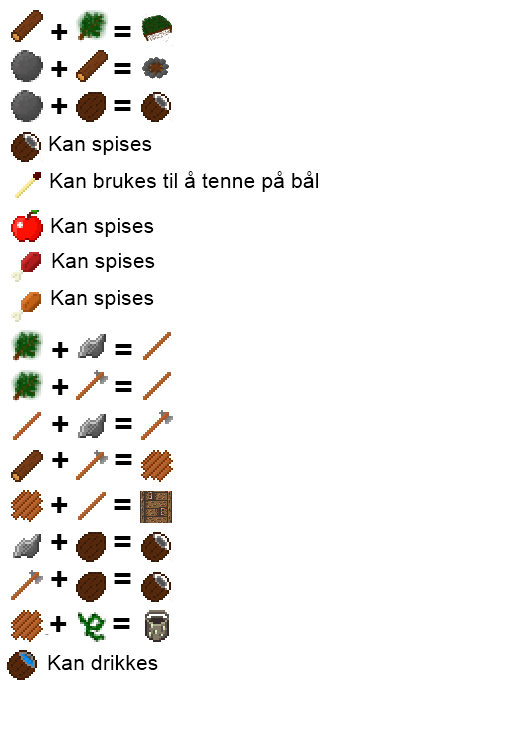 + =
+ =
+ =
Kan spises
Kan brukes til å tenne på bål
Kan spises
Kan spises
Kan spises
+ =
+ =
+ =
+ =
+ =
+ =
+ =
+ =
Kan drikkes